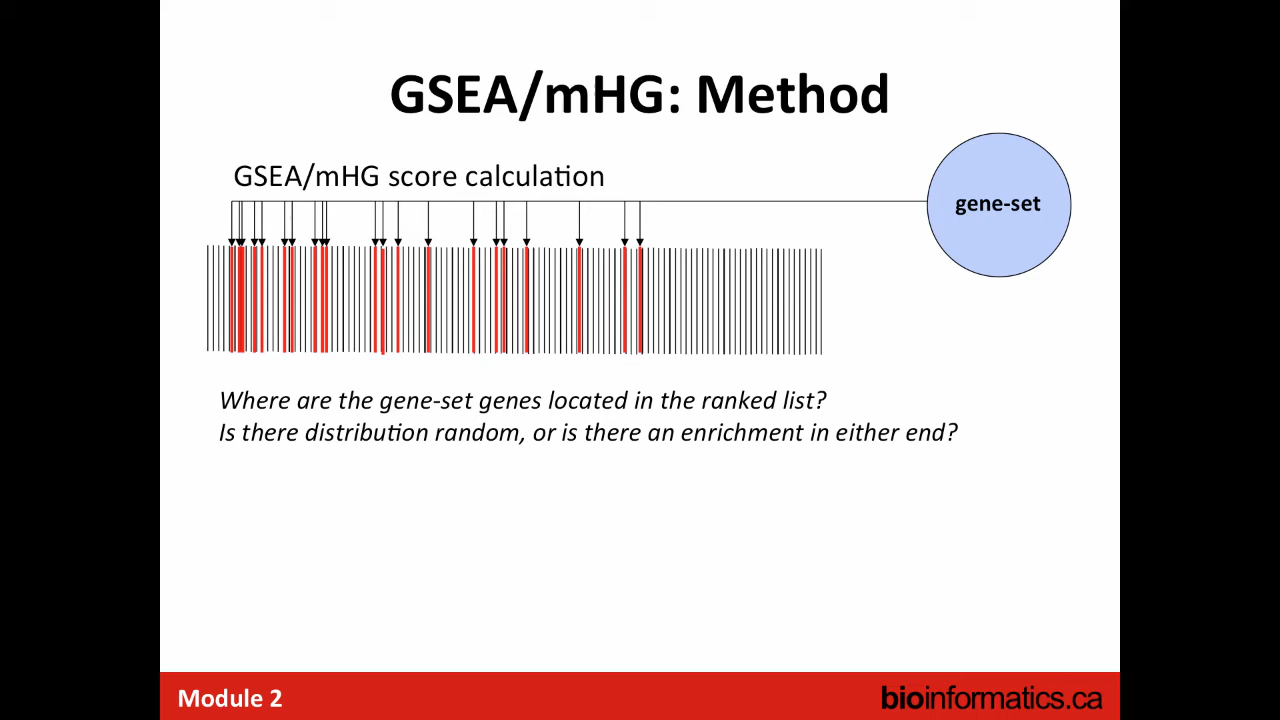 GSEA/mHG: Method
GSEA/mHG score calculation
gene-set
Where are the gene-set genes located in the ranked list?
Is there distribution random, or is there an enrichment in either end?
Module 2
bioinformatics.ca